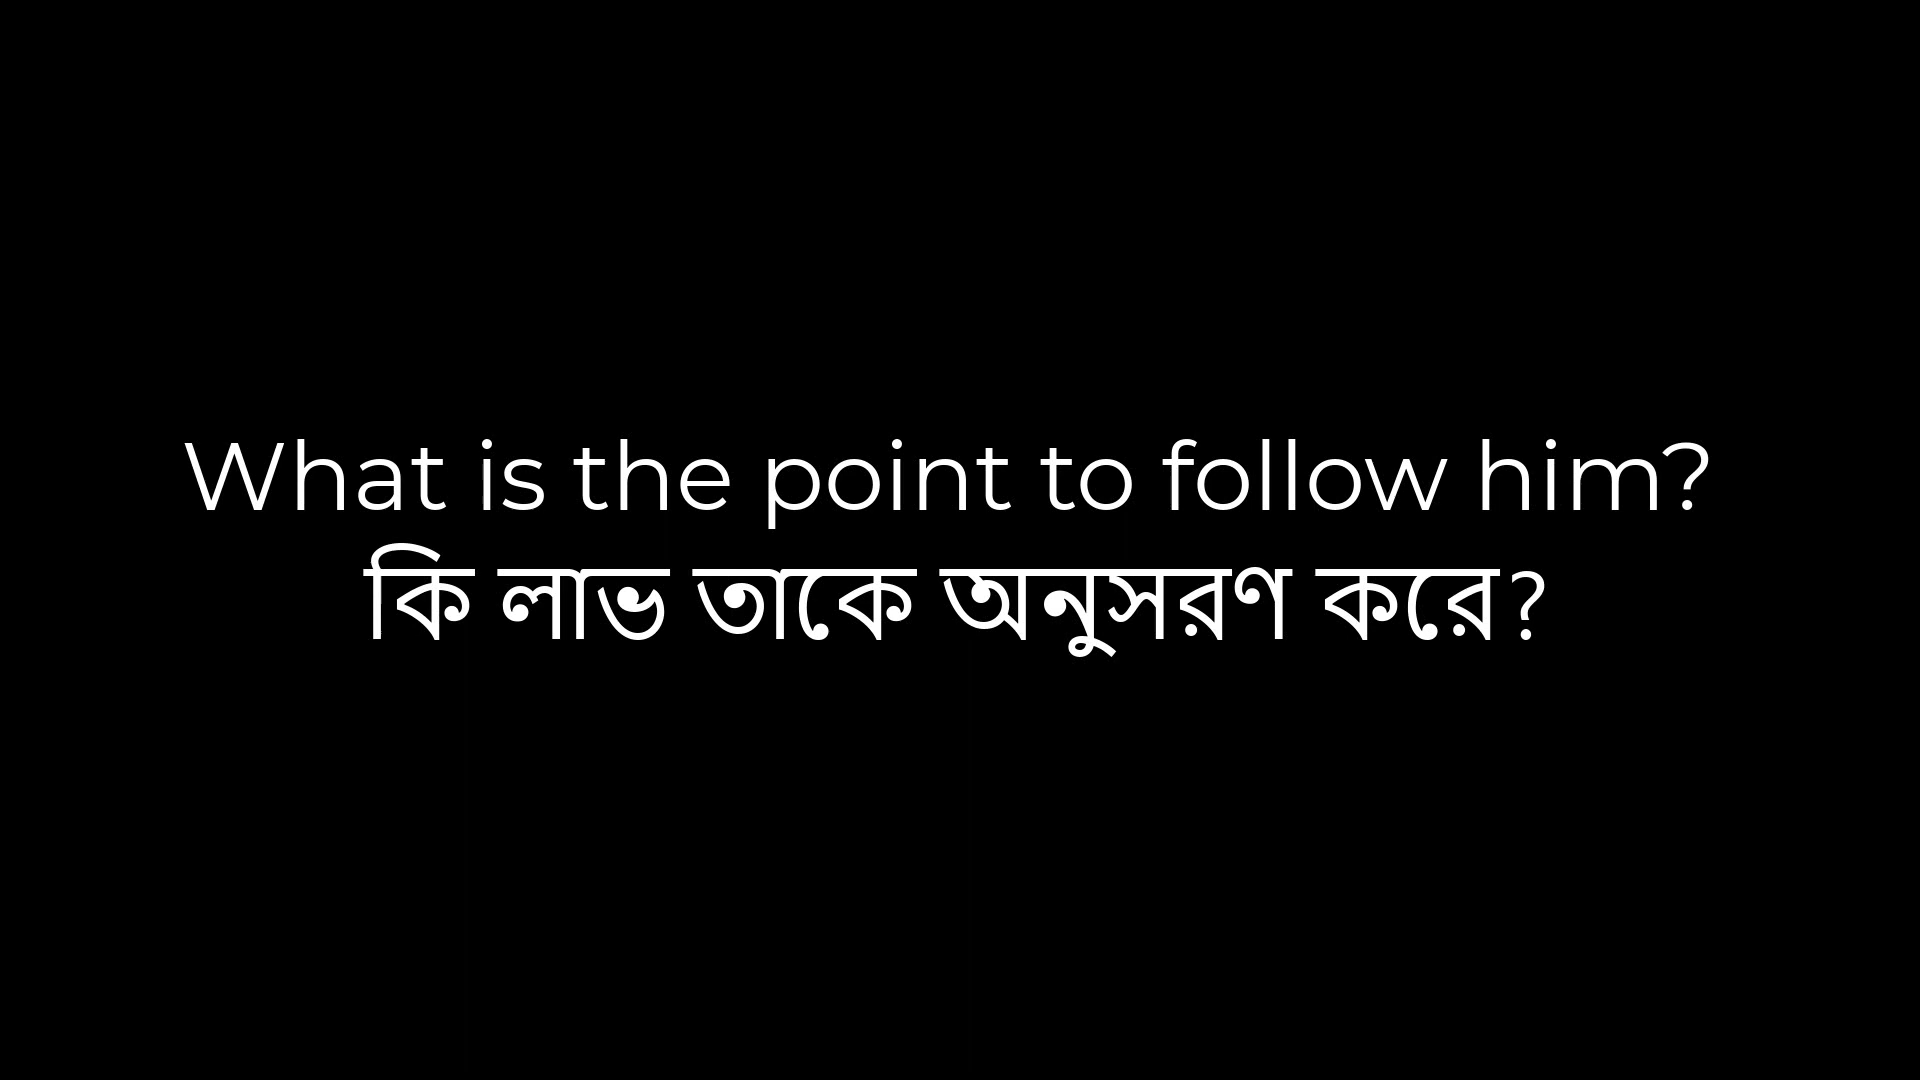 What is the point to follow him?
কি লাভ তাকে অনুসরণ করে?